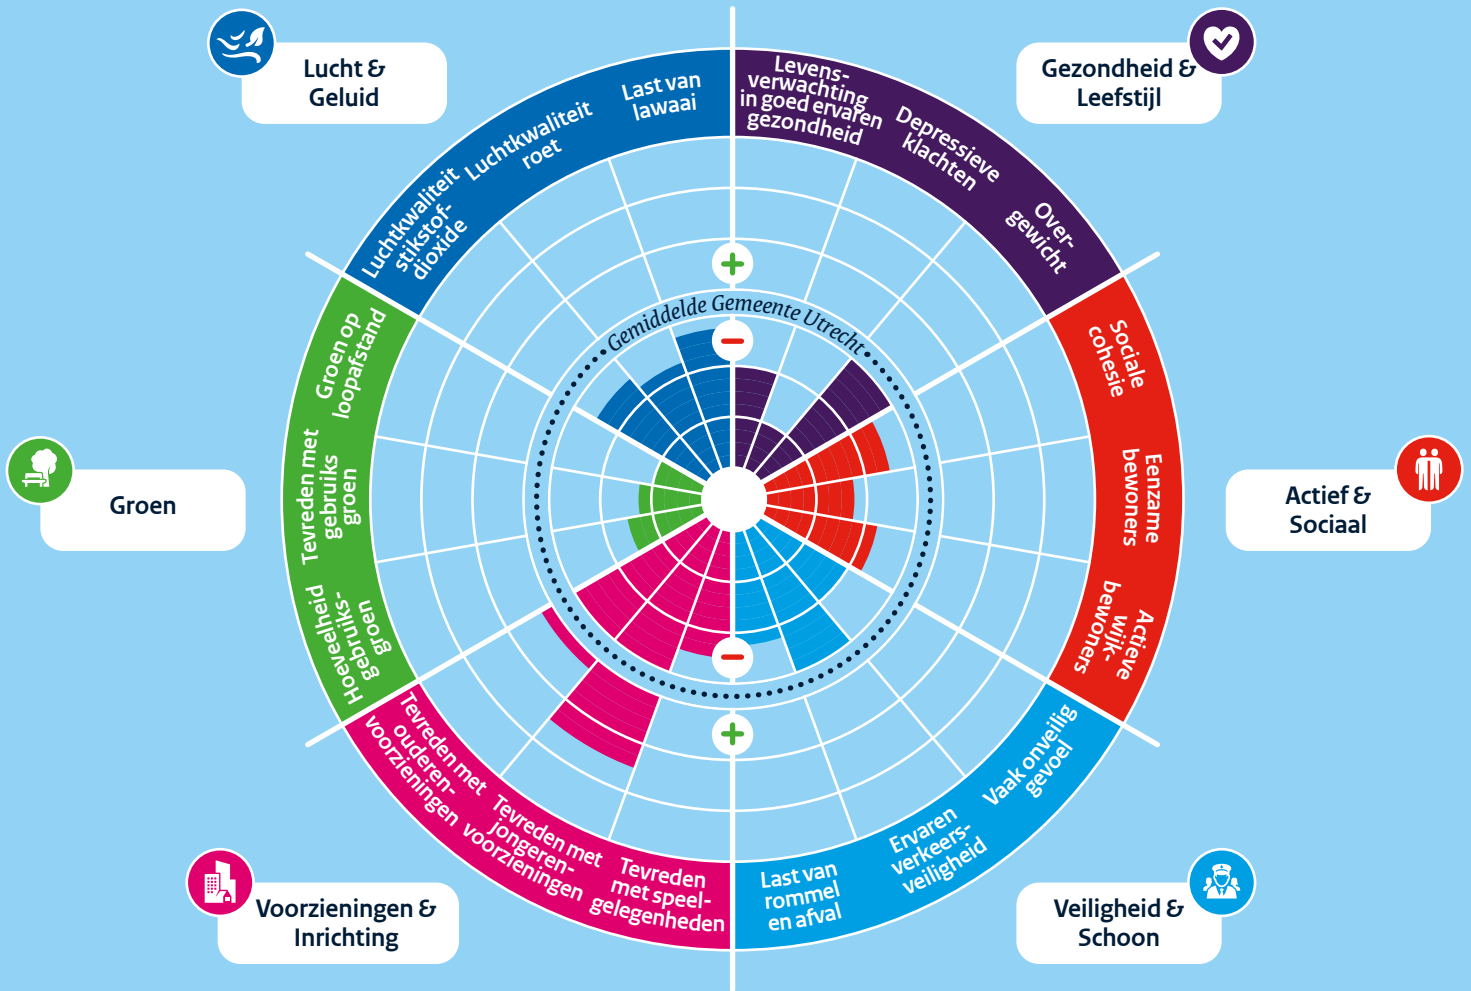 Lucht &
Geluid
Gezondheid &
Leefstijl
Last van
lawaai
Luchtkwaliteit
roet
Luchtkwaliteit
stikstof-
dioxide
Levens-
verwachting
in goed ervaren
gezondheid
Depressieve
klachten
Over-
gewicht
+
Gemiddelde Gemeente Utrecht
−
Groen op
loopafstand
Tevreden met
gebruiks
groen
Hoeveelheid
gebruiks-
groen
Groen
Sociale
cohesie
Eenzame
bewoners
Actieve
wijk-
bewoners
Actief &
Sociaal
−
+
Tevreden met
ouderen-
voorzieningen
Tevreden met
jongeren-
voorzieningen
Tevreden
met speel-
gelegenheden
Last van
rommel
en afval
Ervaren
verkeers-
veiligheid
Vaak onveilig
gevoel
Voorzieningen &
Inrichting
Veiligheid &
Schoon